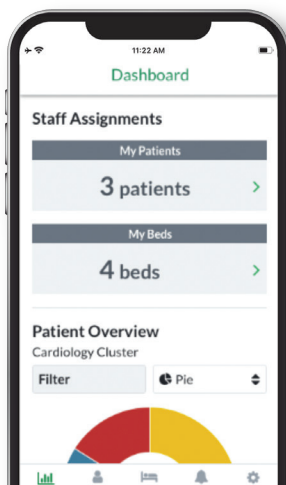 11:22 AM
Dashboard
Staff Assignments
My Patients
3 patients
My Beds
4 beds
Patient Overview
Cardiology Cluster
Filter
Pie